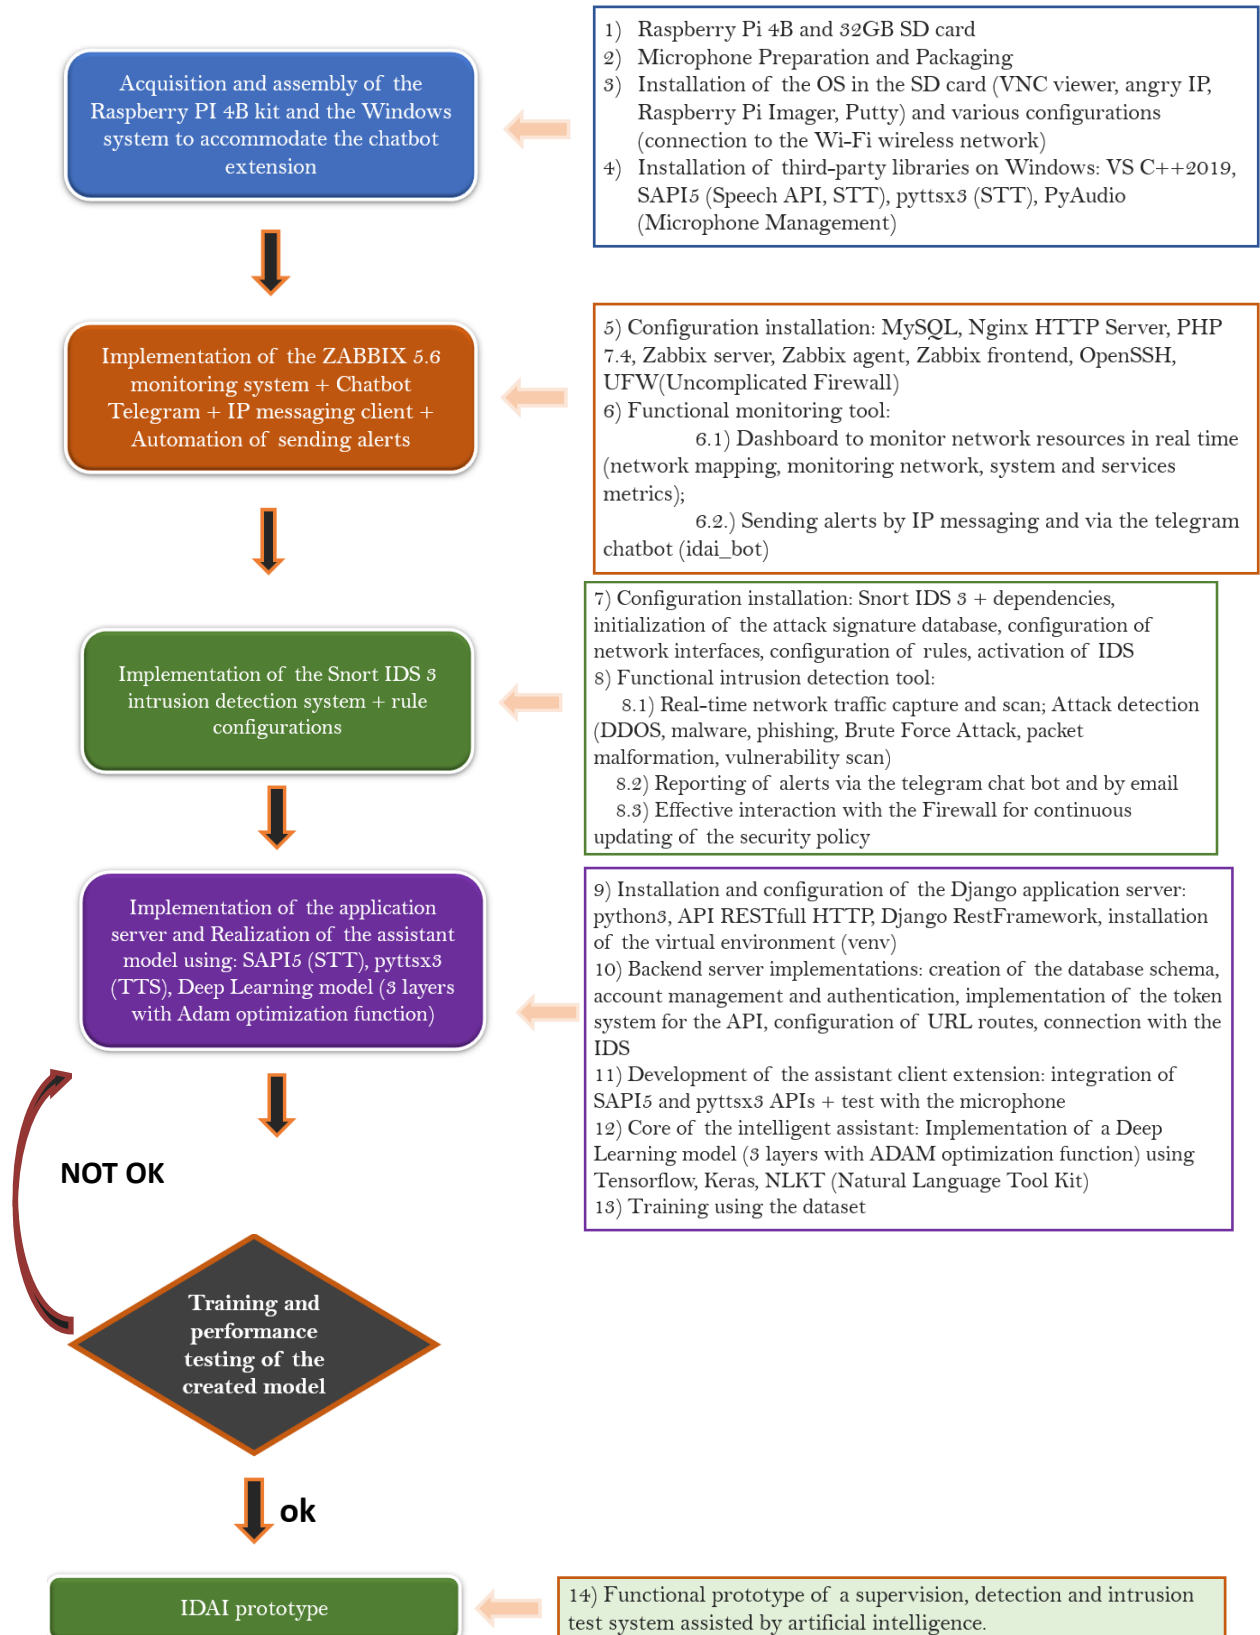 Acquisition and assembly of the
Raspberry PI 4B kit and the Windows
system to accommodate the chatbot
extension
1) Raspberry Pi 4B and 32GB SD card
2) Microphone Preparation and Packaging
3) Installation of the OS in the SD card (VNC viewer, angry IP,
Raspberry Pi Imager, Putty) and various configurations
(connection to the Wi-Fi wireless network)
4) Installation of third-party libraries on Windows: VS C++2019,
SAPI5 (Speech API, STT), pyttsx3 (STT), PyAudio
(Microphone Management)
Implementation of the ZABBIX 5.6
monitoring system + Chatbot
Telegram + IP messaging client +
Automation of sending alerts
5) Configuration installation: MySQL, Nginx HTTP Server, PHP
7.4, Zabbix server, Zabbix agent, Zabbix frontend, OpenSSH,
UFW(Uncomplicated Firewall)
6) Functional monitoring tool:
6.1) Dashboard to monitor network resources in real time
(network mapping, monitoring network, system and services
metrics);
6.2.) Sending alerts by IP messaging and via the telegram
chatbot (idai_bot)
Implementation of the Snort IDS 3
intrusion detection system + rule
configurations
7) Configuration installation: Snort IDS 3 + dependencies,
initialization of the attack signature database, configuration of
network interfaces, configuration of rules, activation of IDS
8) Functional intrusion detection tool:
8.1) Real-time network traffic capture and scan; Attack detection
(DDOS, malware, phishing, Brute Force Attack, packet
malformation, vulnerability scan)
8.2) Reporting of alerts via the telegram chat bot and by email
8.3) Effective interaction with the Firewall for continuous
updating of the security policy
Implementation of the application
server and Realization of the assistant
model using: SAPI5 (STT), pyttsx3
(TTS), Deep Learning model (3 layers
with Adam optimization function)
9) Installation and configuration of the Django application server:
python3, API RESTfull HTTP, Django RestFramework, installation
of the virtual environment (venv)
10) Backend server implementations: creation of the database schema,
account management and authentication, implementation of the token
system for the API, configuration of URL routes, connection with the
IDS
11) Development of the assistant client extension: integration of
SAPI5 and pyttsx3 APIs + test with the microphone
12) Core of the intelligent assistant: Implementation of a Deep
Learning model (3 layers with ADAM optimization function) using
Tensorflow, Keras, NLKT (Natural Language Tool Kit)
13) Training using the dataset
NOT OK
Training and
performance
testing of the
created model
ok
IDAI prototype
14) Functional prototype of a supervision, detection and intrusion
test system assisted by artificial intelligence.